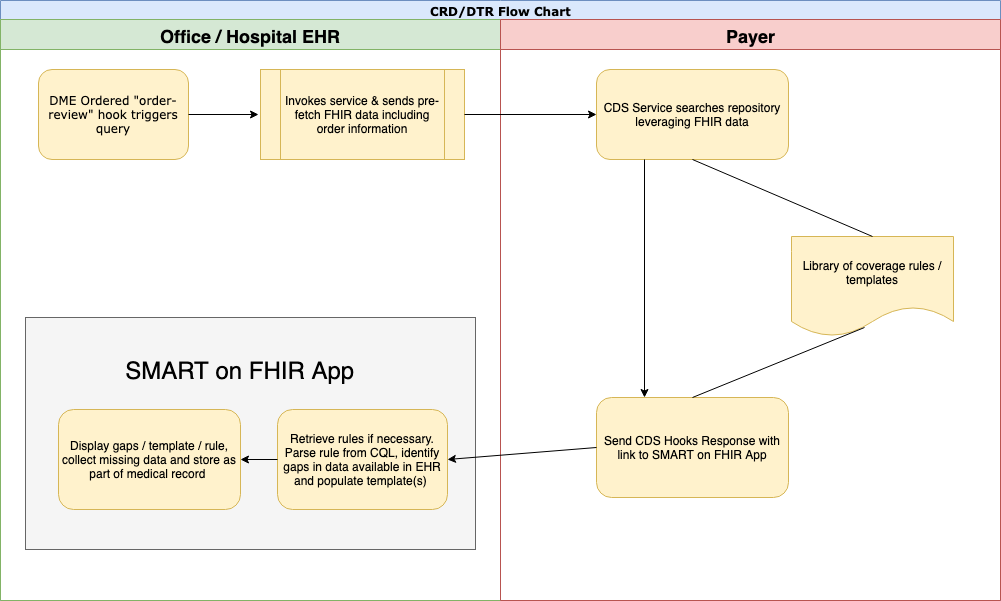 CRD/DTR Flow Chart
Office / Hospital EHR
Payer
DME Ordered "order-
review" hook triggers
query
Invokes service & sends pre-
fetch FHIR data including
order information
CDS Service searches repository
leveraging FHIR data
Library of coverage rules /
templates
SMART on FHIR App
Display gaps / template / rule,
collect missing data and store as
part of medical record
Retrieve rules if necessary.
Parse rule from CQL, identify
gaps in data available in EHR
and populate template(s)
Send CDS Hooks Response with
link to SMART on FHIR App